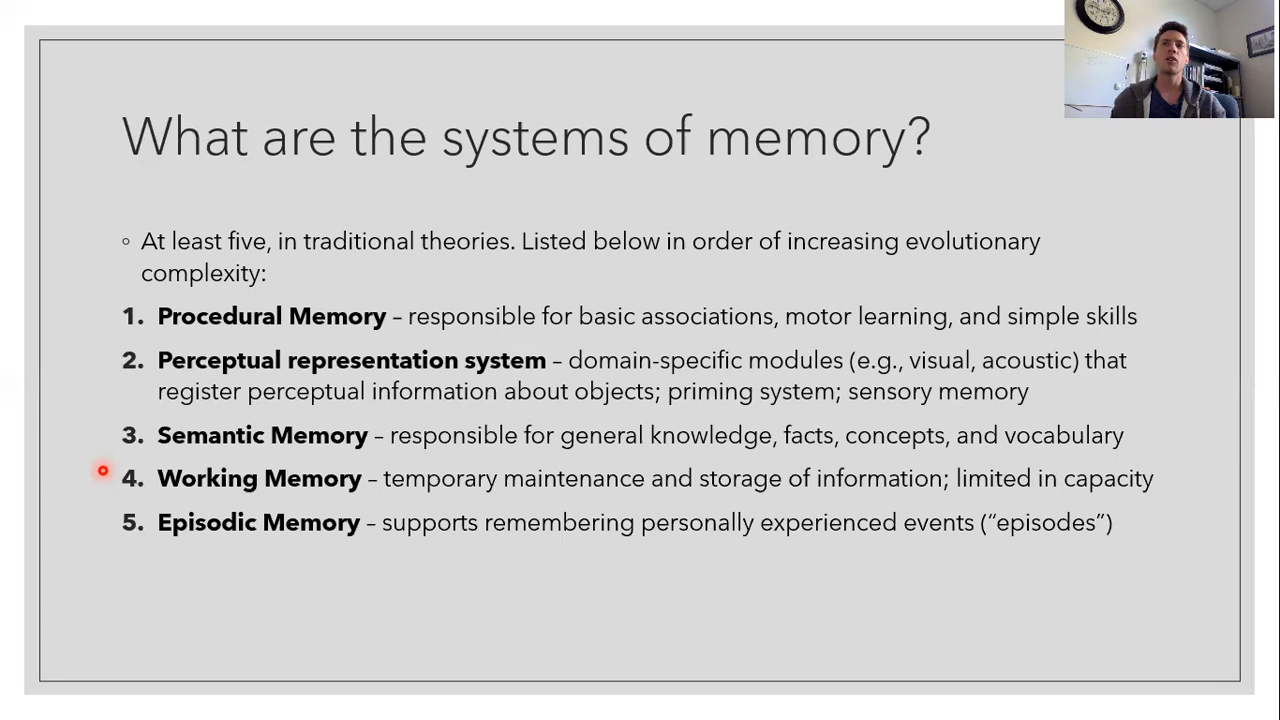 What are the systems of memory?
◦ At least five, in traditional theories. Listed below in order of increasing evolutionary
complexity:
1. Procedural Memory – responsible for basic associations, motor learning, and simple skills
2. Perceptual representation system – domain-specific modules (e.g., visual, acoustic) that
register perceptual information about objects; priming system; sensory memory
3. Semantic Memory – responsible for general knowledge, facts, concepts, and vocabulary
4. Working Memory – temporary maintenance and storage of information; limited in capacity
5. Episodic Memory – supports remembering personally experienced events (“episodes”)